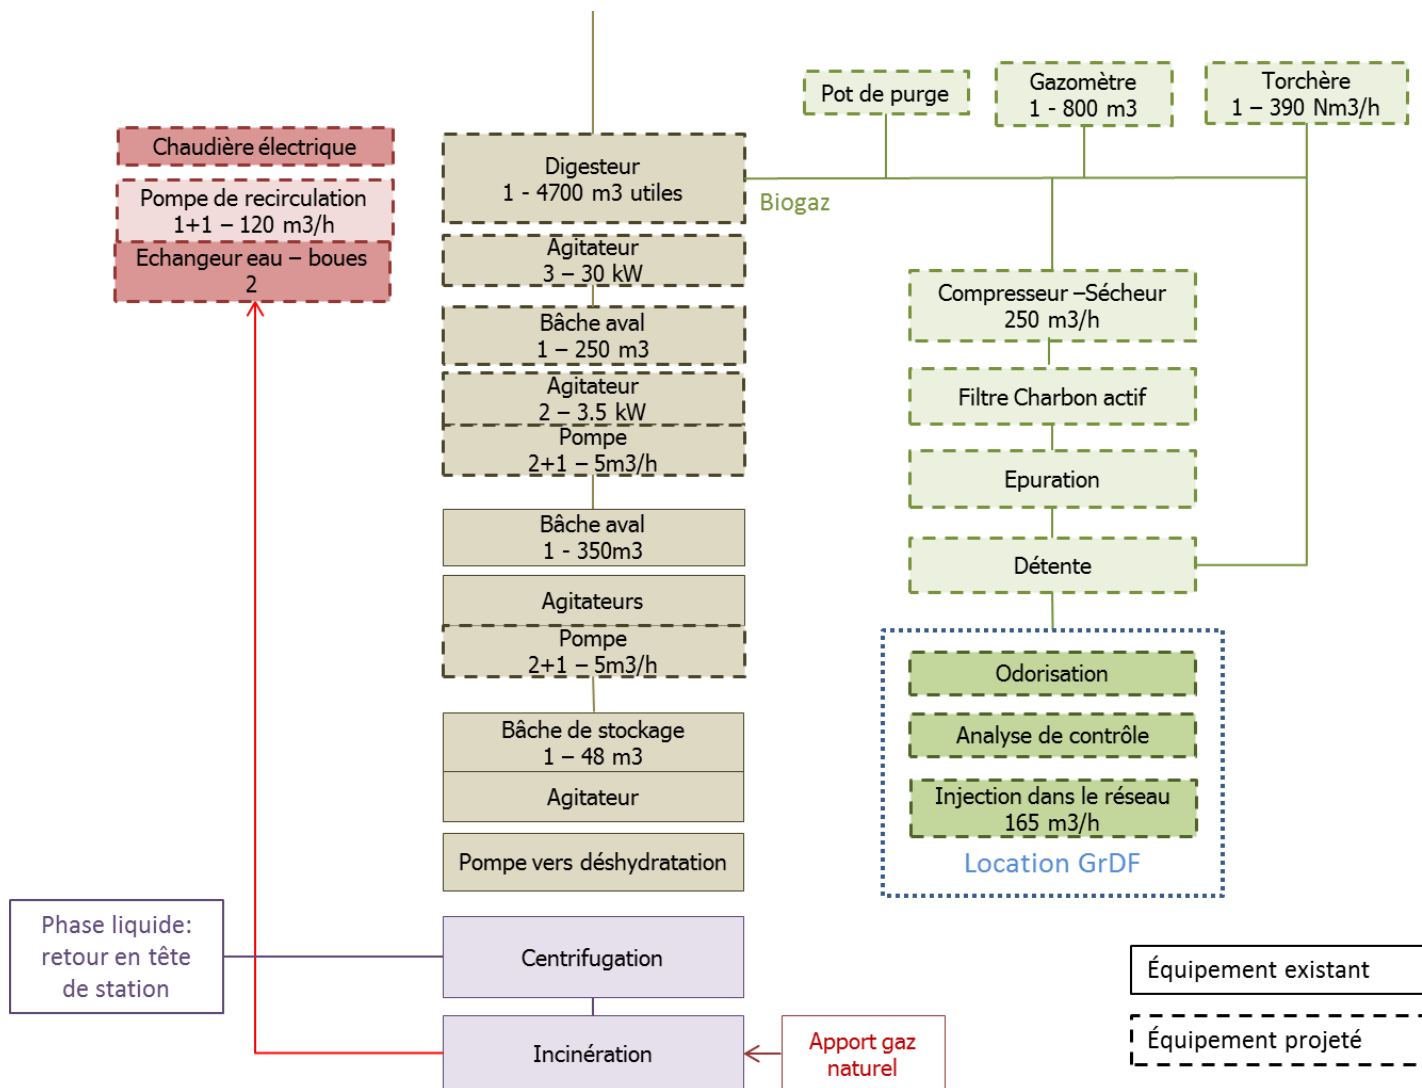 Pot de purge
Gazomètre
1 - 800 m3
Torchère
1 – 390 Nm3/h
Chaudière électrique
Pompe de recirculation
1+1 – 120 m3/h
Echangeur eau – boues
2
Digesteur
1 - 4700 m3 utiles
Biogaz
Agitateur
3 – 30 kW
Bâche aval
1 – 250 m3
Agitateur
2 – 3.5 kW
Pompe
2+1 – 5m3/h
Bâche aval
1 - 350m3
Agitateurs
Pompe
2+1 – 5m3/h
Bâche de stockage
1 – 48 m3
Agitateur
Pompe vers déshydratation
Compresseur –Sécheur
250 m3/h
Filtre Charbon actif
Epuration
Détente
Odorisation
Analyse de contrôle
Injection dans le réseau
165 m3/h
Location GrDF
Phase liquide:
retour en tête
de station
Centrifugation
Incinération
Apport gaz
naturel
Équipement existant
Équipement projeté